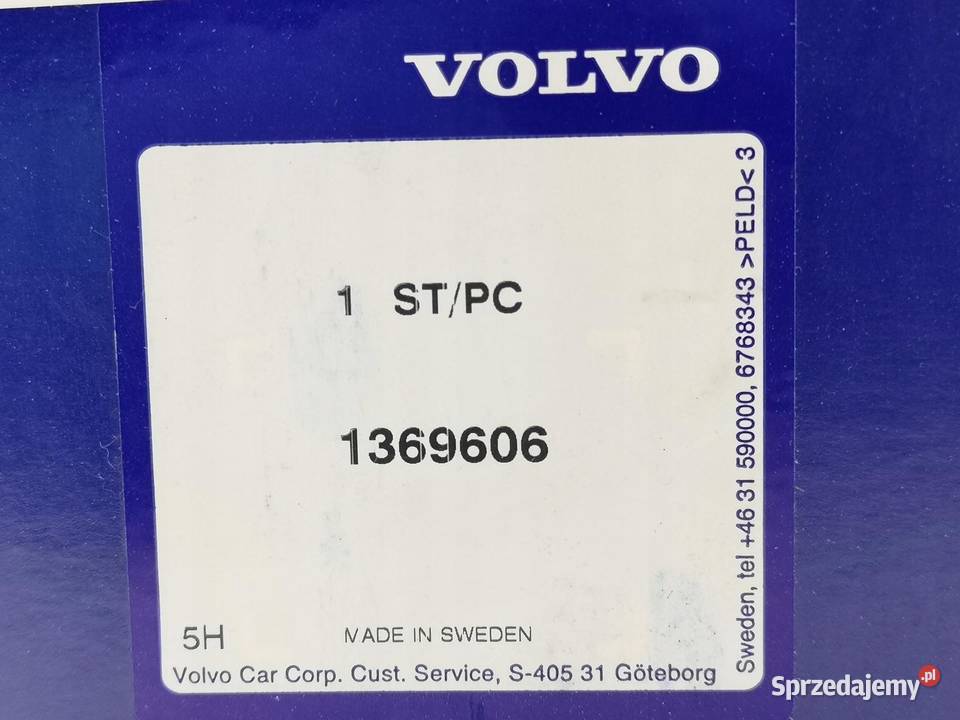 VOLVO
1 ST/PC
1369606
5H
MADE IN SWEDEN
Volvo Car Corp. Cust. Service, S-405 31 Göteborg
Sweden, tel +46 31 590000, 6768343 >PELD< 3
Sprzedajemy.pl